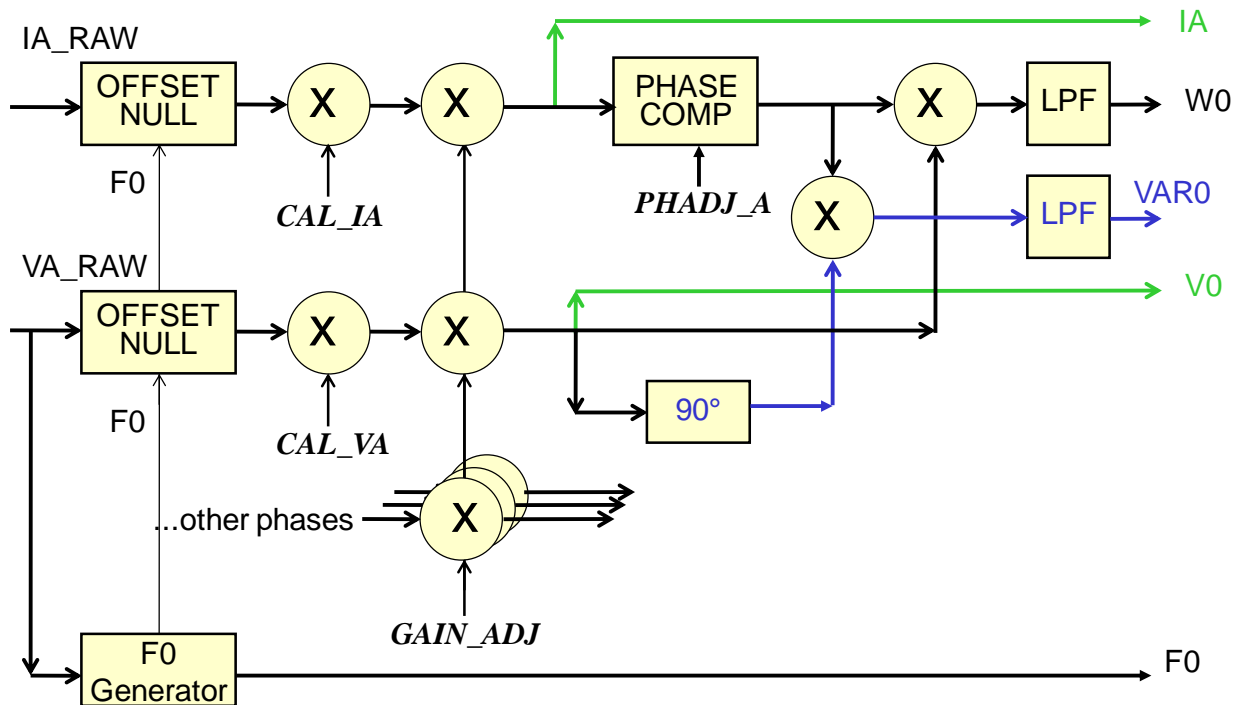 IA_RAW
OFFSET
NULL
X
X
PHASE
COMP
X
LPF
IA
W0
F0
CAL_IA
PHADJ_A
X
LPF
VAR0
VA_RAW
OFFSET
NULL
X
X
V0
F0
CAL_VA
90°
...other phases
X
GAIN_ADJ
F0
Generator
F0